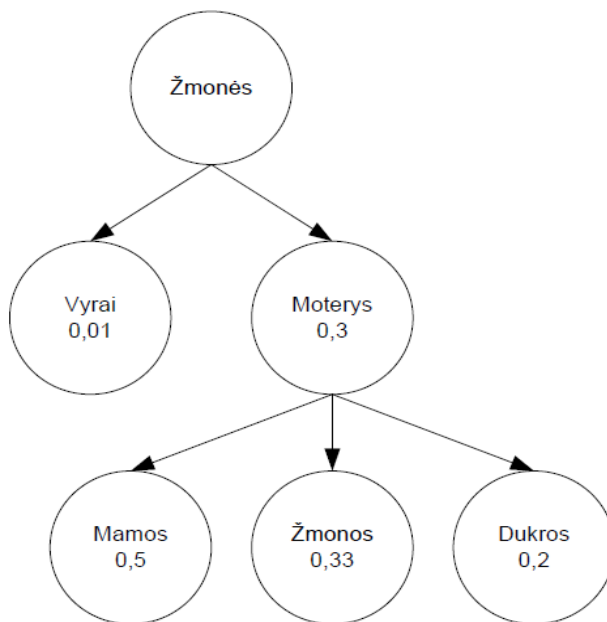 Žmonės
Vyrai
0,01
Moterys
0,3
Mamos
0,5
Žmonos
0,33
Dukros
0,2